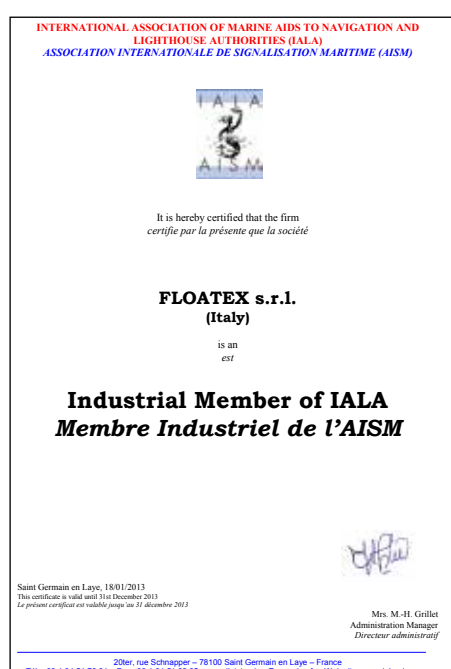 INTERNATIONAL ASSOCIATION OF MARINE AIDS TO NAVIGATION AND
LIGHTHOUSE AUTHORITIES (IALA)
ASSOCIATION INTERNATIONALE DE SIGNALISATION MARITIME (AISM)
I A L A
A I S M
It is hereby certified that the firm
certifie par la présente que la société
FLOATEX s.r.l.
(Italy)
is an
est
Industrial Member of IALA
Membre Industriel de l'AISM
Saint Germain en Laye, 18/01/2013
This certificate is valid until 31st December 2013
Le présent certificat est valable jusqu'au 31 décembre 2013
Mrs. M.-H. Grillet
Administration Manager
Directeur administratif
20ter, rue Schnapper – 78100 Saint Germain en Laye – France